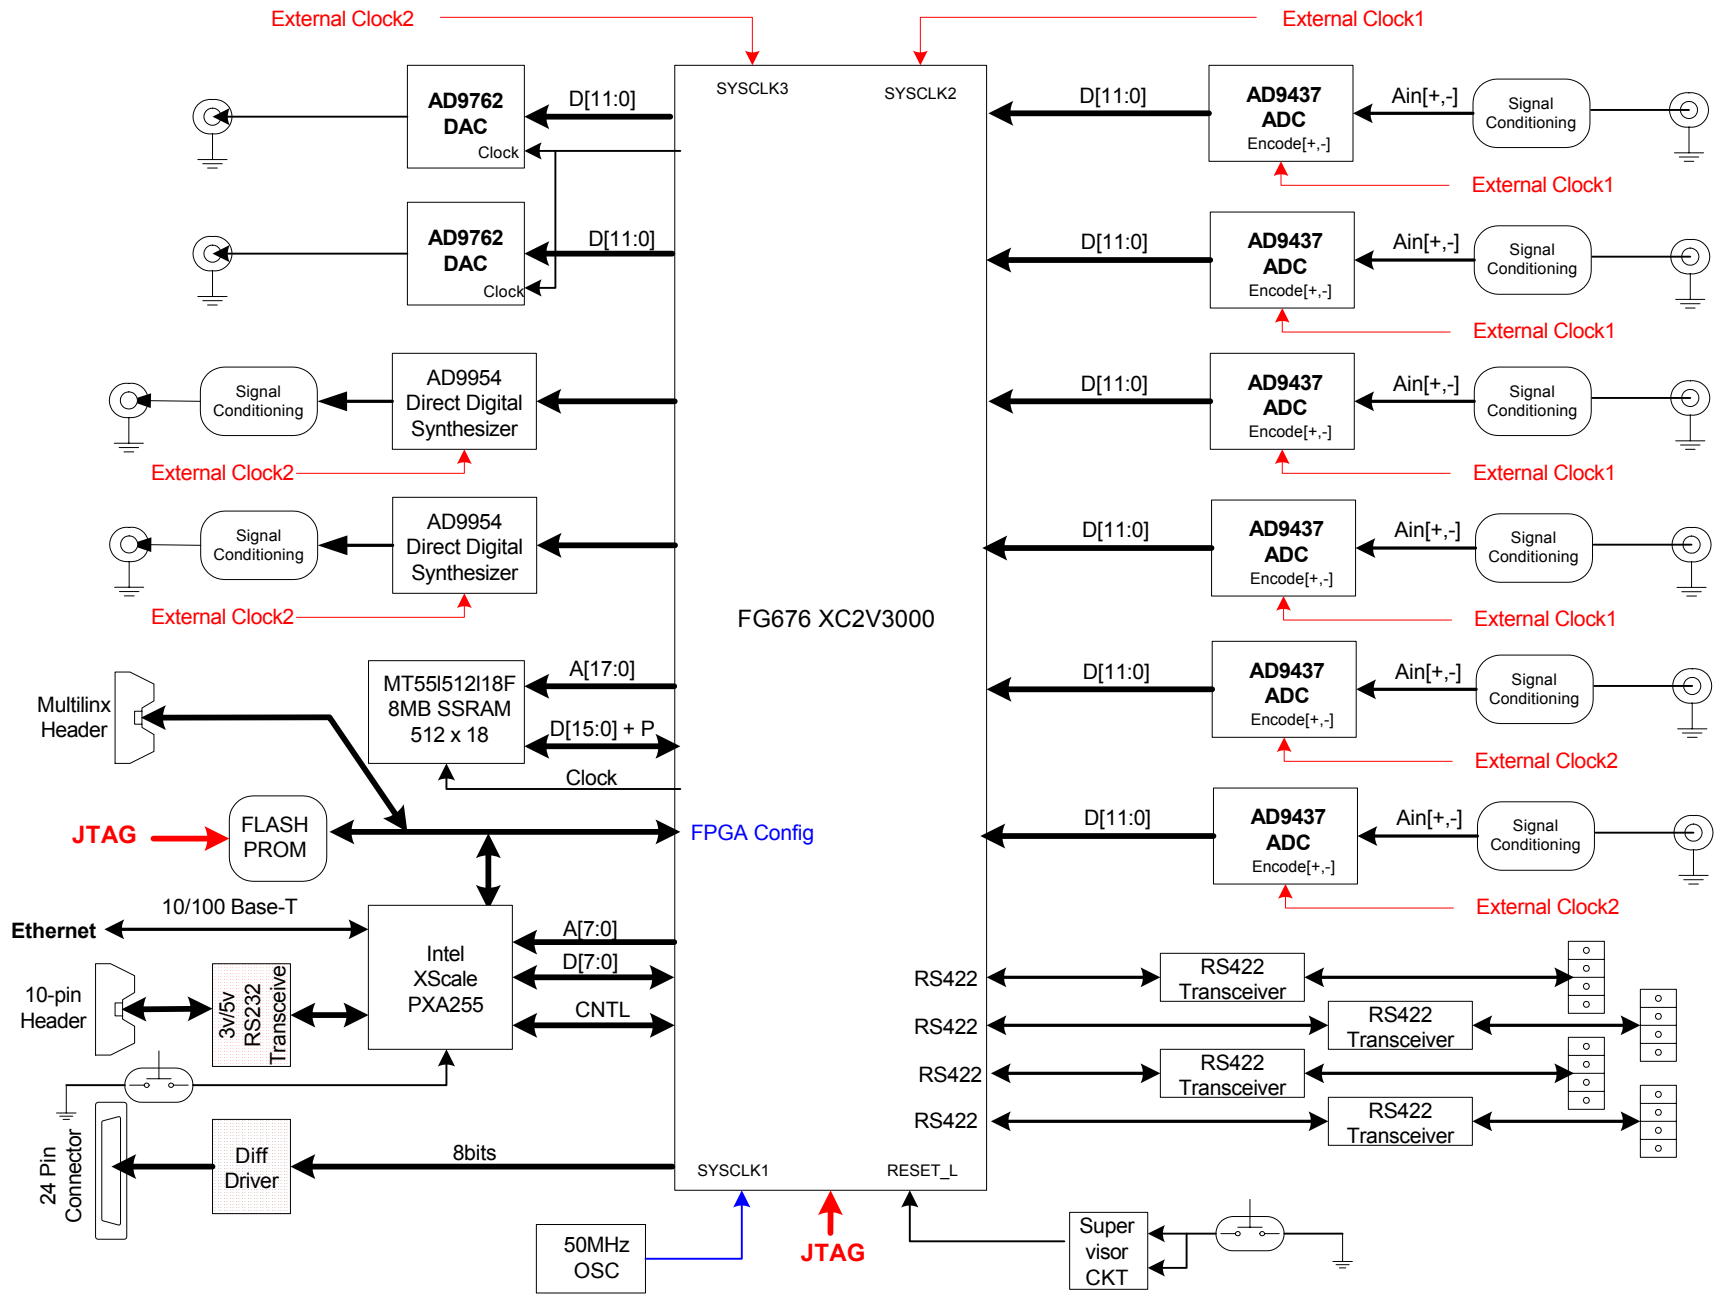 External Clock2
External Clock1
SYSCLK3
SYSCLK2
AD9762
DAC
Clock
D[11:0]
AD9762
DAC
Clock
D[11:0]
Signal
Conditioning
AD9954
Direct Digital
Synthesizer
External Clock2
Signal
Conditioning
AD9954
Direct Digital
Synthesizer
External Clock2
FG676 XC2V3000
Multilinx
Header
MT55l512l18F
8MB SSRAM
512 x 18
A[17:0]
D[15:0] + P
Clock
JTAG
FLASH
PROM
FPGA Config
Ethernet
10/100 Base-T
Intel
XScale
PXA255
A[7:0]
D[7:0]
CNTL
10-pin
Header
3v/5v
RS232
Transceive
24 Pin
Connector
Diff
Driver
8bits
SYSCLK1
RESET_L
50MHz
OSC
JTAG
Super
visor
CKT
D[11:0]
AD9437
ADC
Encode[+,-]
Ain[+,-]
Signal
Conditioning
External Clock1
D[11:0]
AD9437
ADC
Encode[+,-]
Ain[+,-]
Signal
Conditioning
External Clock1
D[11:0]
AD9437
ADC
Encode[+,-]
Ain[+,-]
Signal
Conditioning
External Clock1
D[11:0]
AD9437
ADC
Encode[+,-]
Ain[+,-]
Signal
Conditioning
External Clock1
D[11:0]
AD9437
ADC
Encode[+,-]
Ain[+,-]
Signal
Conditioning
External Clock2
D[11:0]
AD9437
ADC
Encode[+,-]
Ain[+,-]
Signal
Conditioning
External Clock2
RS422
RS422
Transceiver
RS422
RS422
Transceiver
RS422
RS422
Transceiver
RS422
RS422
Transceiver